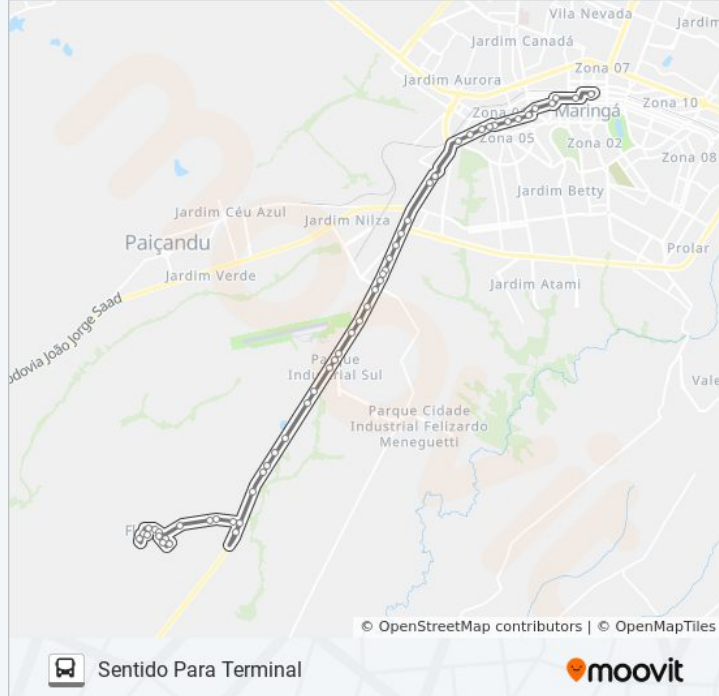 Vila Nevada
Jardim
Jardim Canadá
Zona 07
Jardim Aurora
Zona 10
Maringá
Zona 05
Zona 02
Zona 08
Jardim Betty
Jardim Céu Azul
Jardim Nilza
Paiçandu
Prolar
Jardim Verde
Jardim Atami
odovia João Jorge Saad
Parque
Industrial Sul
Vale
Parque Cidade
Industrial Felizardo
Meneguetti
moovit
© OpenStreetMap contributors | © OpenMapTiles
Sentido Para Terminal
moovit